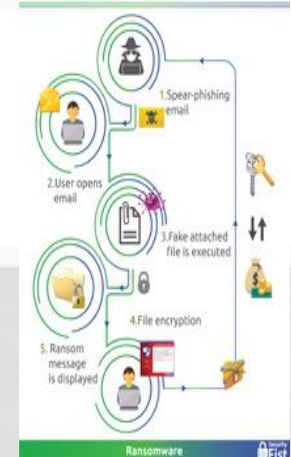 1.Spear-phishing
email
2.User opens
email
3.Fake attached
file is executed
4.File encryption
5. Ransom
message
is displayed
Ransomware
Security
Fist